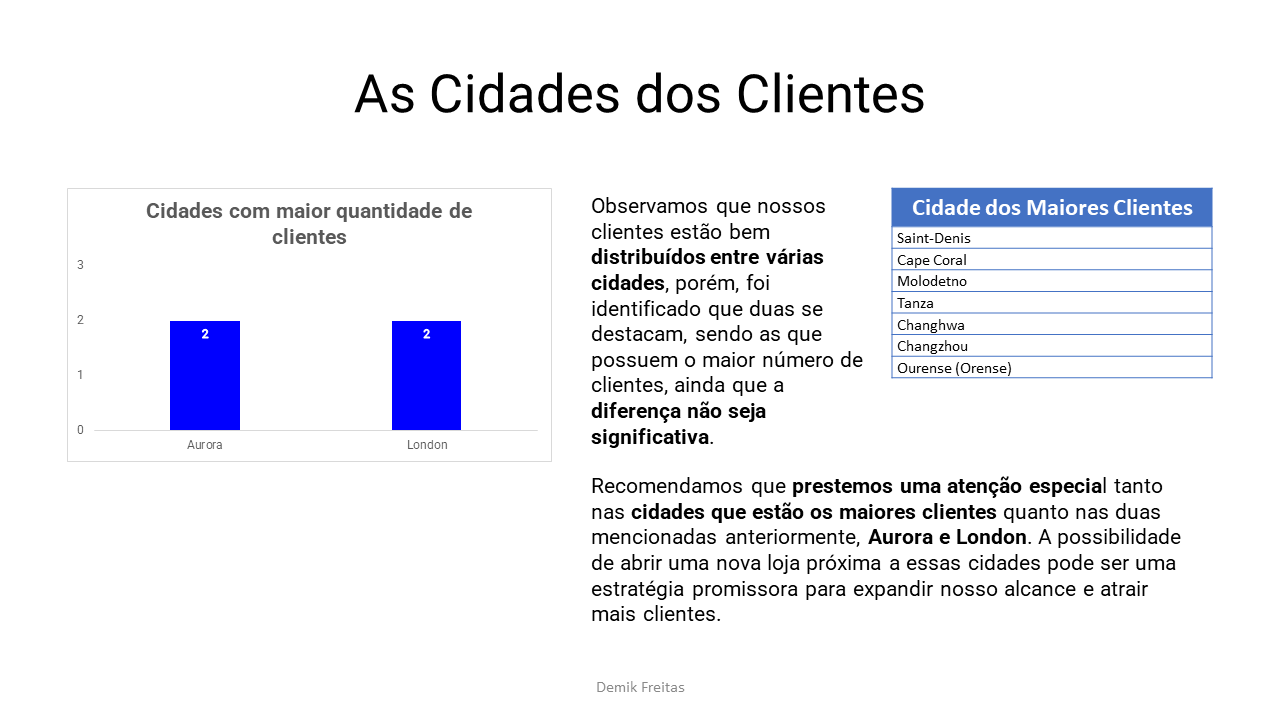 As Cidades dos Clientes
Cidades com maior quantidade de
clientes
3
2
1
0
2
2
Aurora
London
Observamos que nossos
clientes estão bem
distribuídos entre várias
cidades, porém, foi
identificado que duas se
destacam, sendo as que
possuem o maior número de
clientes, ainda que a
diferença não seja
significativa.
Cidade dos Maiores Clientes
Saint-Denis
Cape Coral
Molodetno
Tanza
Changhwa
Changzhou
Ourense (Orense)
Recomendamos que prestemos uma atenção especial tanto
nas cidades que estão os maiores clientes quanto nas duas
mencionadas anteriormente, Aurora e London. A possibilidade
de abrir uma nova loja próxima a essas cidades pode ser uma
estratégia promissora para expandir nosso alcance e atrair
mais clientes.
Demik Freitas